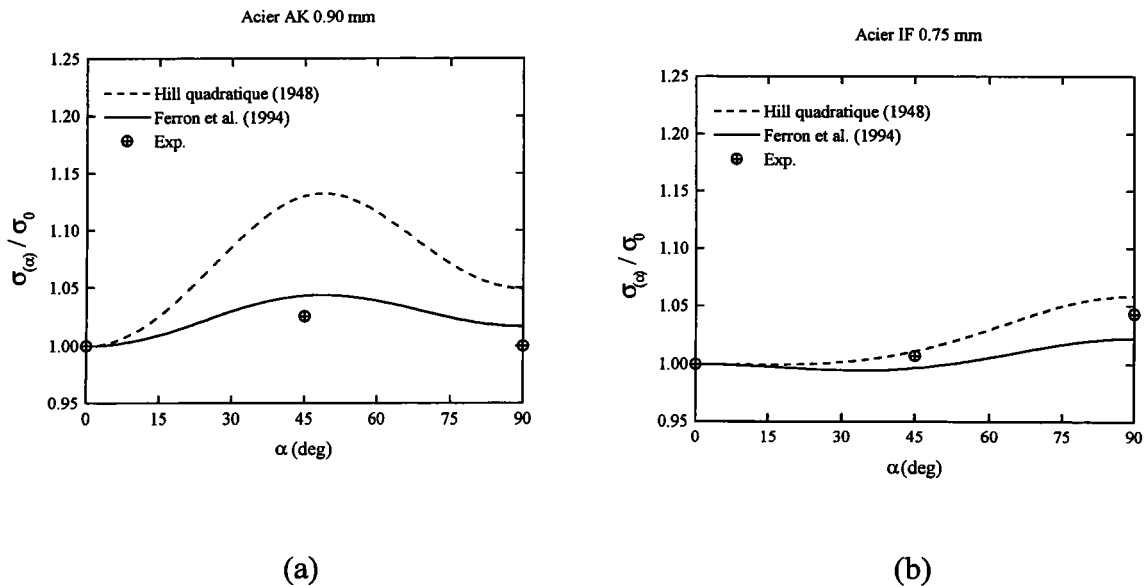 Acier AK 0.90 mm
1.25
1.20
1.15
1.10
1.05
1.00
0.95
σ(α) / σ0
Hill quadratique (1948)
Ferron et al. (1994)
Exp.
0 15 30 45 60 75 90
α (deg)
(a)
Acier IF 0.75 mm
1.25
1.20
1.15
1.10
1.05
1.00
0.95
σ(α) / σ0
Hill quadratique (1948)
Ferron et al. (1994)
Exp.
0 15 30 45 60 75 90
α (deg)
(b)